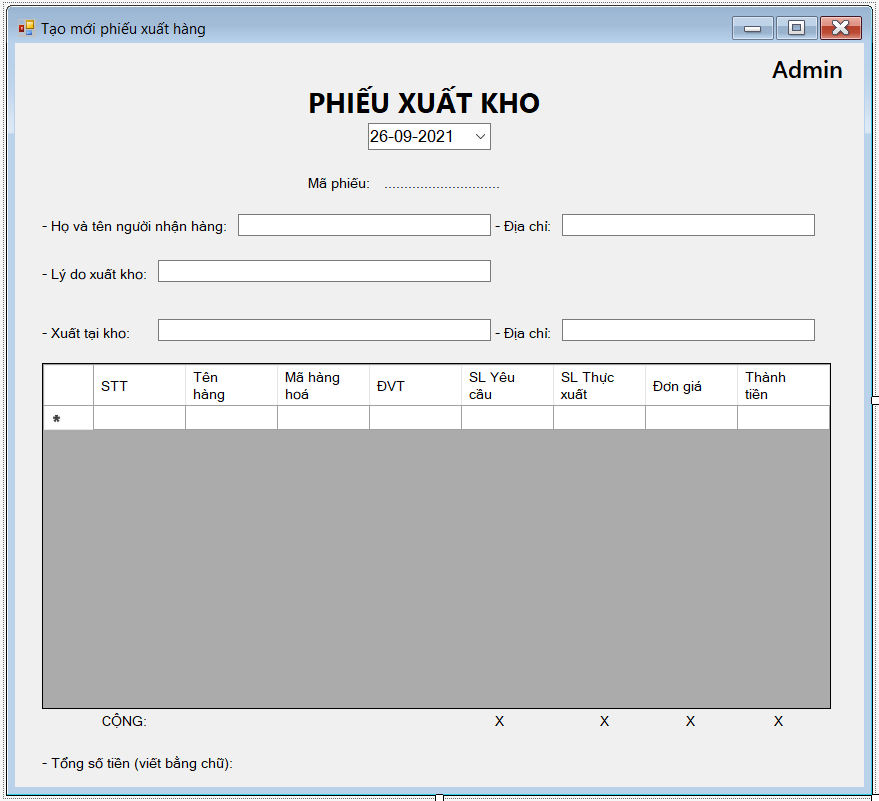 Tạo mới phiếu xuất hàng
Admin
PHIẾU XUẤT KHO
26-09-2021
Mã phiếu: .............................
- Họ và tên người nhận hàng:
- Địa chỉ:
- Lý do xuất kho:
- Xuất tại kho:
- Địa chỉ:
STT
Tên
hàng
Mã hàng
hoá
ĐVT
SL Yêu
cầu
SL Thực
xuất
Đơn giá
Thành
tiền
*
CỘNG: X X X X
- Tổng số tiền (viết bằng chữ):